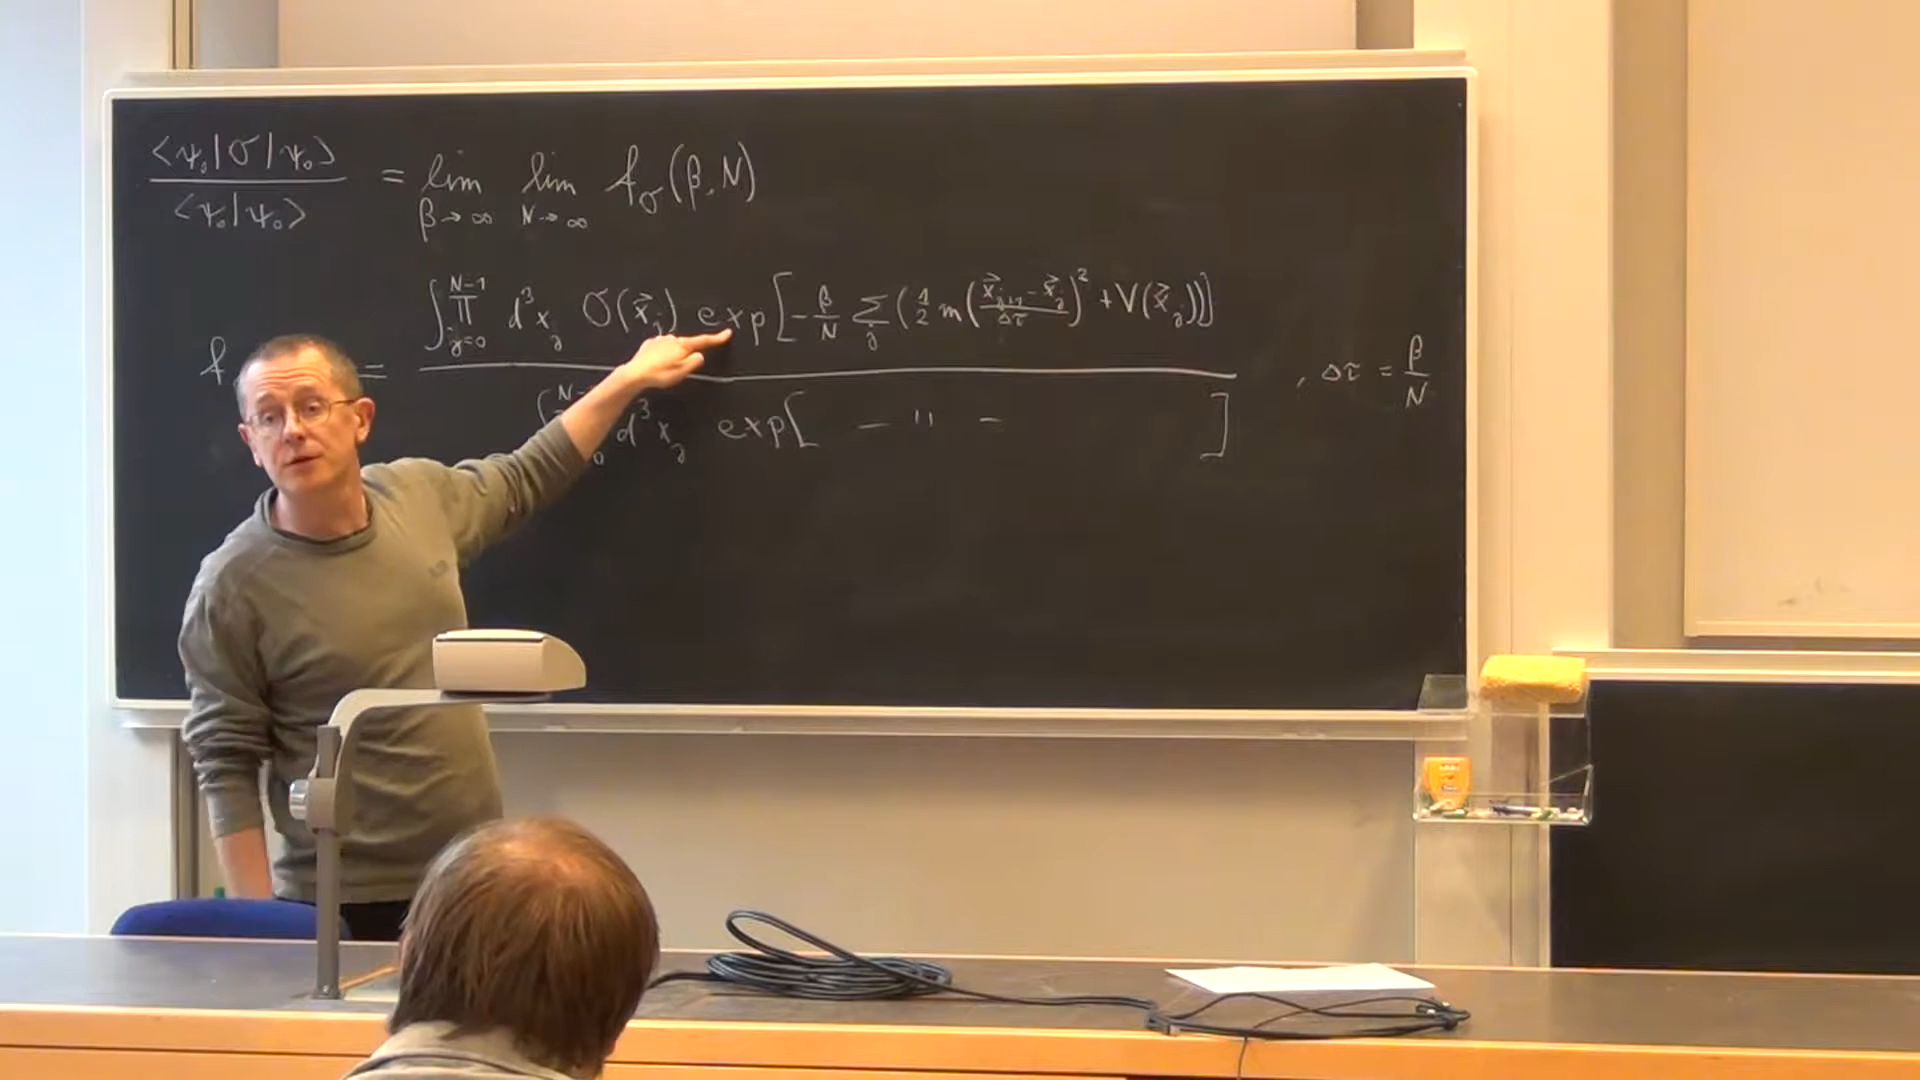 <ψ₀|O|ψ₀> / <ψ₀|ψ₀> = lim_{β→∞} lim_{N→∞} f_O(β,N)
f = ∫ ∏_{j=0}^{N-1} d³x_j O(x⃗_j) exp[-β/N Σ_j (1/2 m ((x⃗_{j+1} - x⃗_j)/Δτ)² + V(x⃗_j))]
, Δτ = β/N
d³x_j exp[ — " — ]